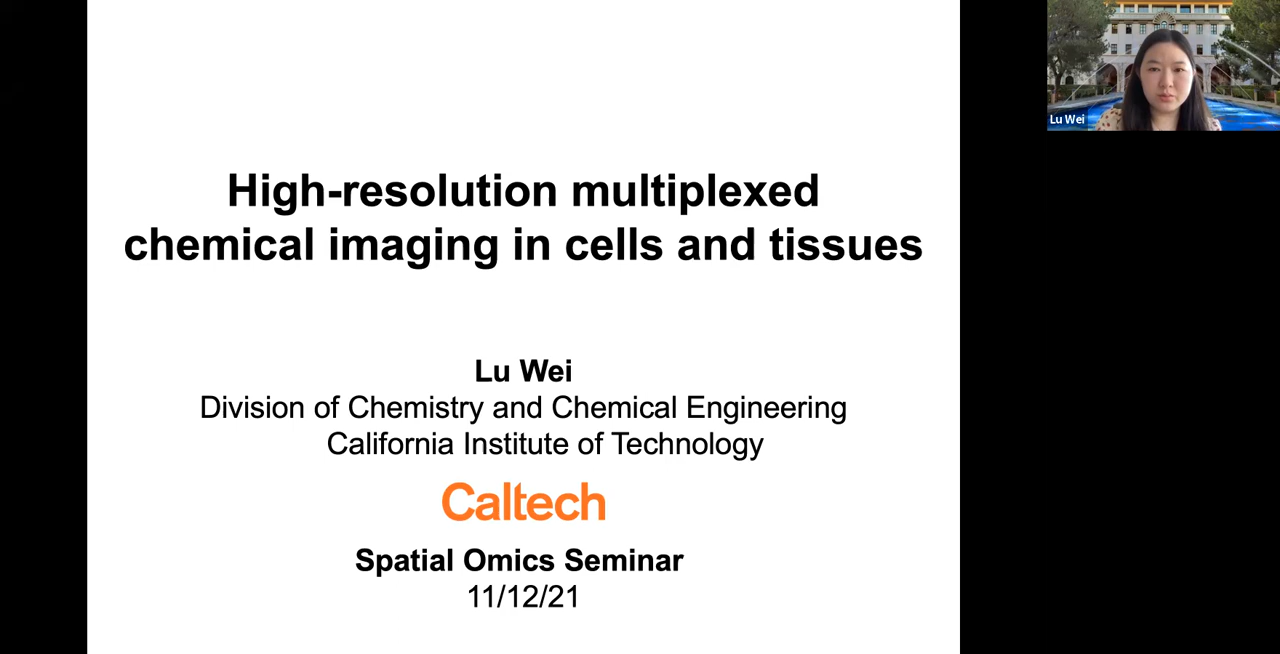 High-resolution multiplexed
chemical imaging in cells and tissues
Lu Wei
Division of Chemistry and Chemical Engineering
California Institute of Technology
Caltech
Spatial Omics Seminar
11/12/21
Lu Wei